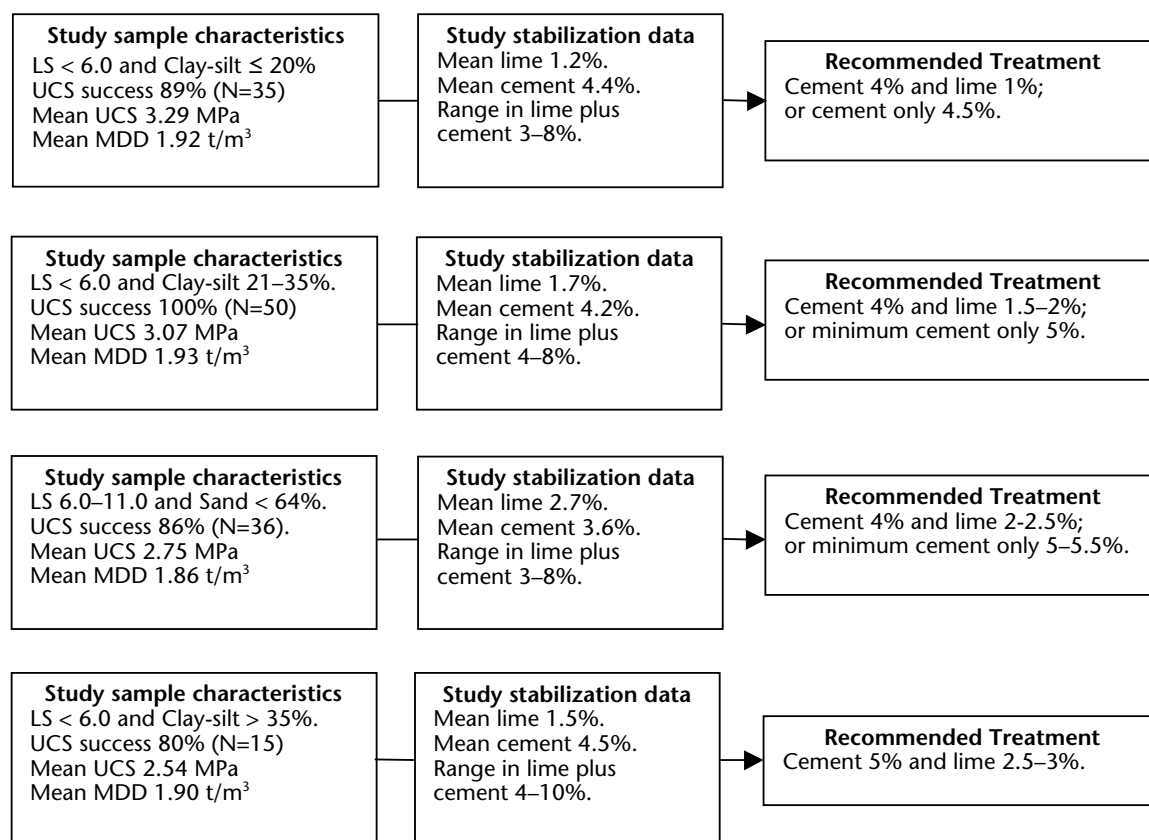 Study sample characteristics
LS < 6.0 and Clay-silt ≤ 20%
UCS success 89% (N=35)
Mean UCS 3.29 MPa
Mean MDD 1.92 t/m³
Study stabilization data
Mean lime 1.2%.
Mean cement 4.4%.
Range in lime plus
cement 3–8%.
Recommended Treatment
Cement 4% and lime 1%;
or cement only 4.5%.
Study sample characteristics
LS < 6.0 and Clay-silt 21–35%.
UCS success 100% (N=50)
Mean UCS 3.07 MPa
Mean MDD 1.93 t/m³
Study stabilization data
Mean lime 1.7%.
Mean cement 4.2%.
Range in lime plus
cement 4–8%.
Recommended Treatment
Cement 4% and lime 1.5–2%;
or minimum cement only 5%.
Study sample characteristics
LS 6.0–11.0 and Sand < 64%.
UCS success 86% (N=36).
Mean UCS 2.75 MPa
Mean MDD 1.86 t/m³
Study stabilization data
Mean lime 2.7%.
Mean cement 3.6%.
Range in lime plus
cement 3–8%.
Recommended Treatment
Cement 4% and lime 2-2.5%;
or minimum cement only 5–5.5%.
Study sample characteristics
LS < 6.0 and Clay-silt > 35%.
UCS success 80% (N=15)
Mean UCS 2.54 MPa
Mean MDD 1.90 t/m³
Study stabilization data
Mean lime 1.5%.
Mean cement 4.5%.
Range in lime plus
cement 4–10%.
Recommended Treatment
Cement 5% and lime 2.5–3%.